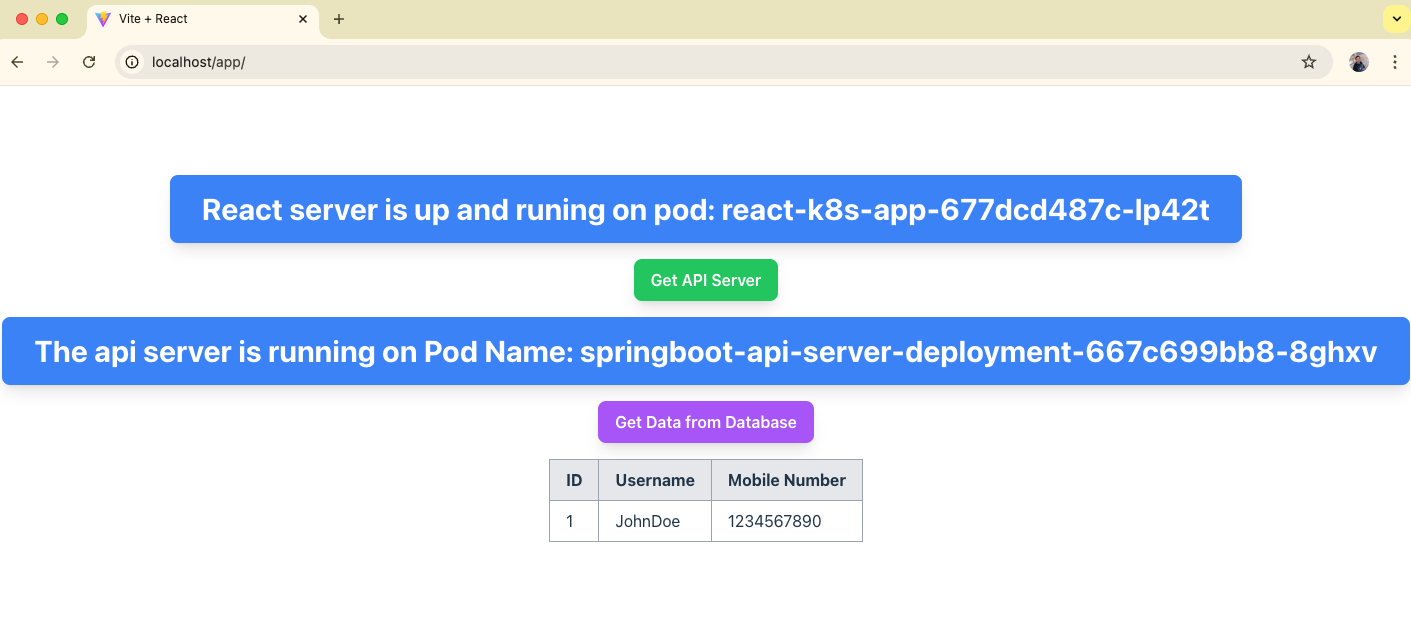 Vite + React
localhost/app/
React server is up and runing on pod: react-k8s-app-677dcd487c-lp42t
Get API Server
The api server is running on Pod Name: springboot-api-server-deployment-667c699bb8-8ghxv
Get Data from Database
ID Username Mobile Number
1 JohnDoe 1234567890